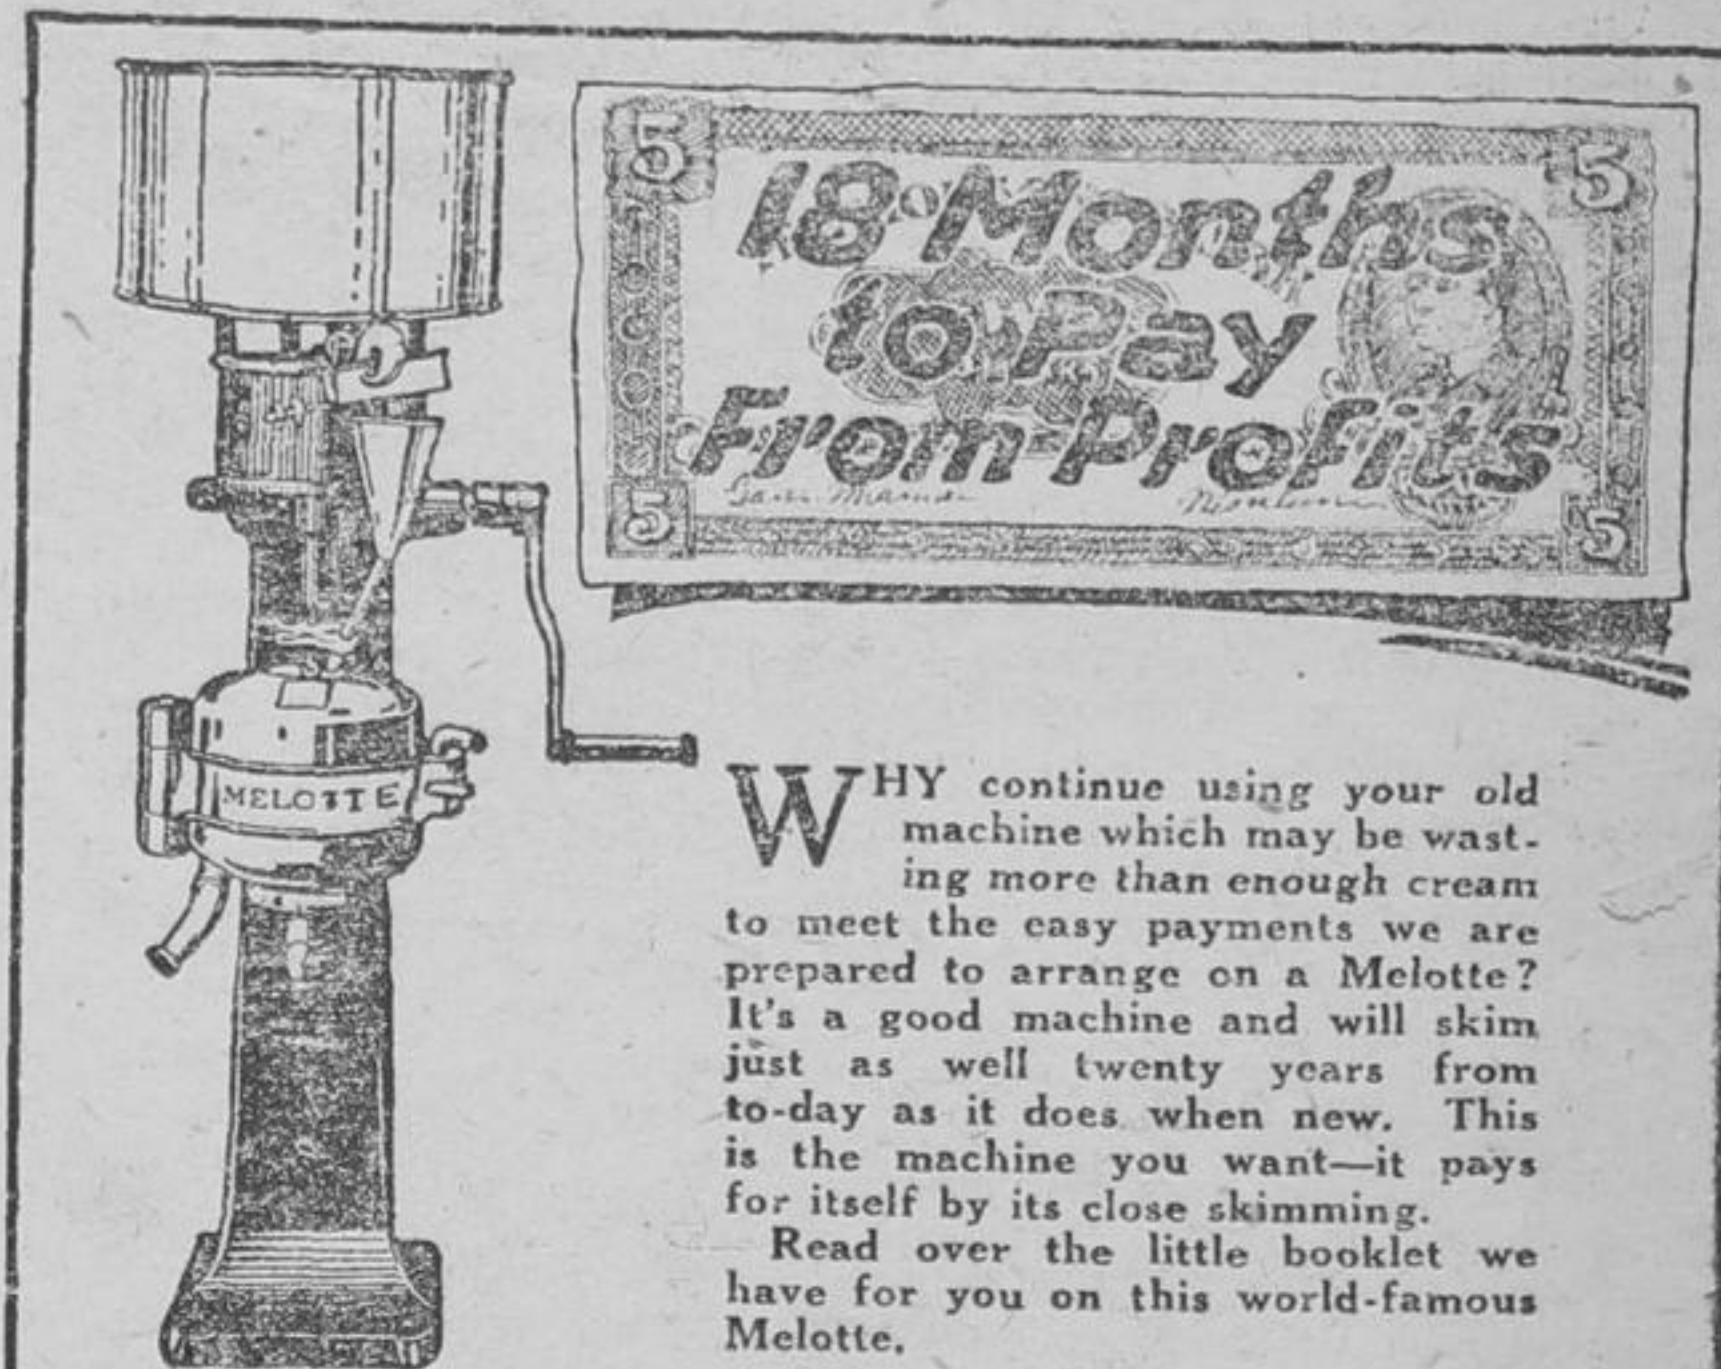 5 5
18 Months
to Pay
From Profits
5 5
MELOTTE
WHY continue using your old
machine which may be wast-
ing more than enough cream
to meet the easy payments we are
prepared to arrange on a Melotte?
It's a good machine and will skim
just as well twenty years from
to-day as it does when new. This
is the machine you want—it pays
for itself by its close skimming.
Read over the little booklet we
have for you on this world-famous
Melotte.